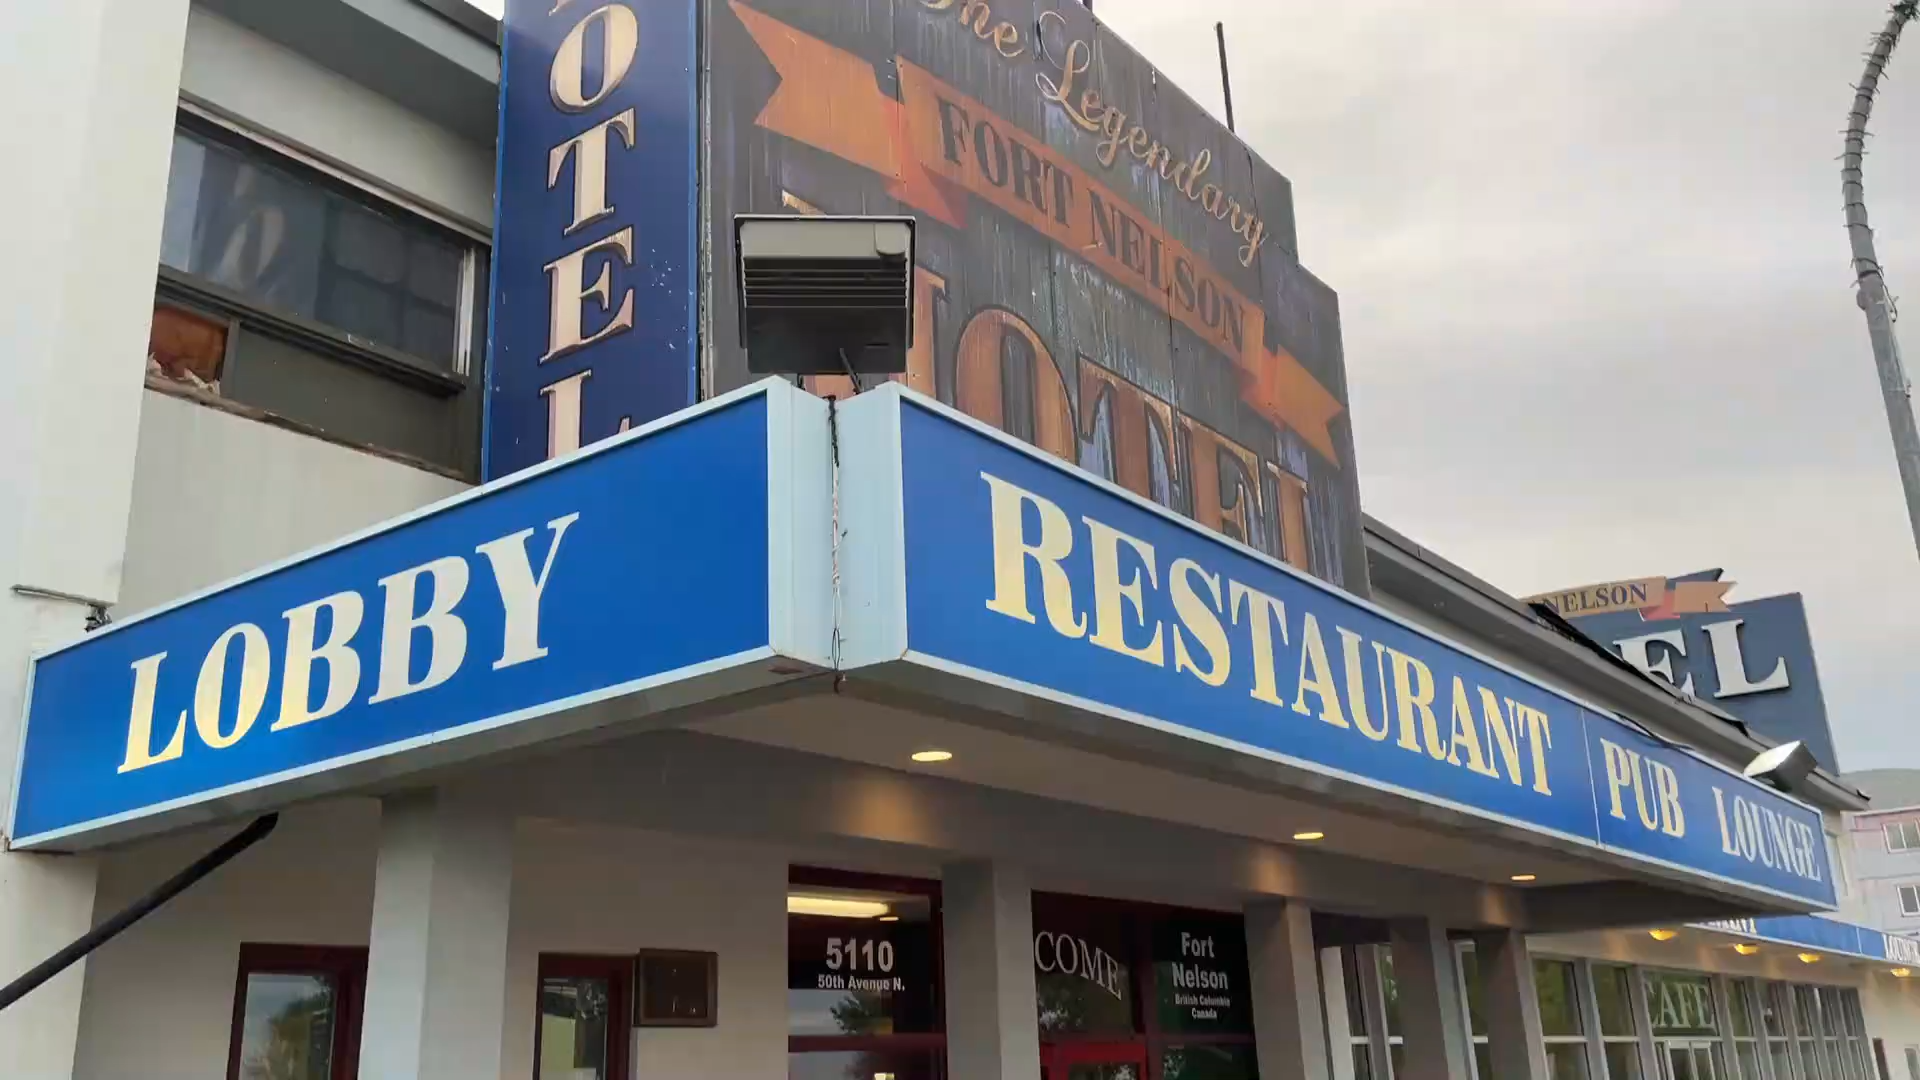 OTEL
The Legendary
FORT NELSON
HOTEL
NELSON
EL
LOBBY
RESTAURANT
PUB
LOUNGE
5110
50th Avenue N.
COME
Fort
Nelson
British Columbia
Canada
CAFE